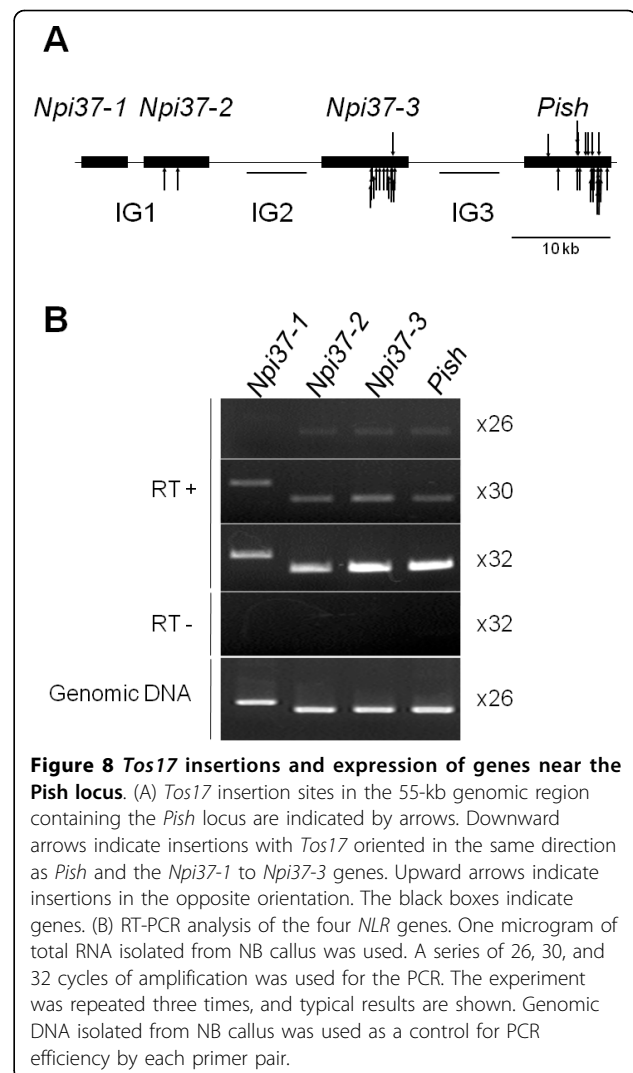 A
Npi37-1 Npi37-2 Npi37-3 Pish
IG1 IG2 IG3
10 kb
B
Npi37-1 Npi37-2 Npi37-3 Pish
x26
RT + x30
x32
RT - x32
Genomic DNA x26
Figure 8 Tos17 insertions and expression of genes near the
Pish locus. (A) Tos17 insertion sites in the 55-kb genomic region
containing the Pish locus are indicated by arrows. Downward
arrows indicate insertions with Tos17 oriented in the same direction
as Pish and the Npi37-1 to Npi37-3 genes. Upward arrows indicate
insertions in the opposite orientation. The black boxes indicate
genes. (B) RT-PCR analysis of the four NLR genes. One microgram of
total RNA isolated from NB callus was used. A series of 26, 30, and
32 cycles of amplification was used for the PCR. The experiment
was repeated three times, and typical results are shown. Genomic
DNA isolated from NB callus was used as a control for PCR
efficiency by each primer pair.